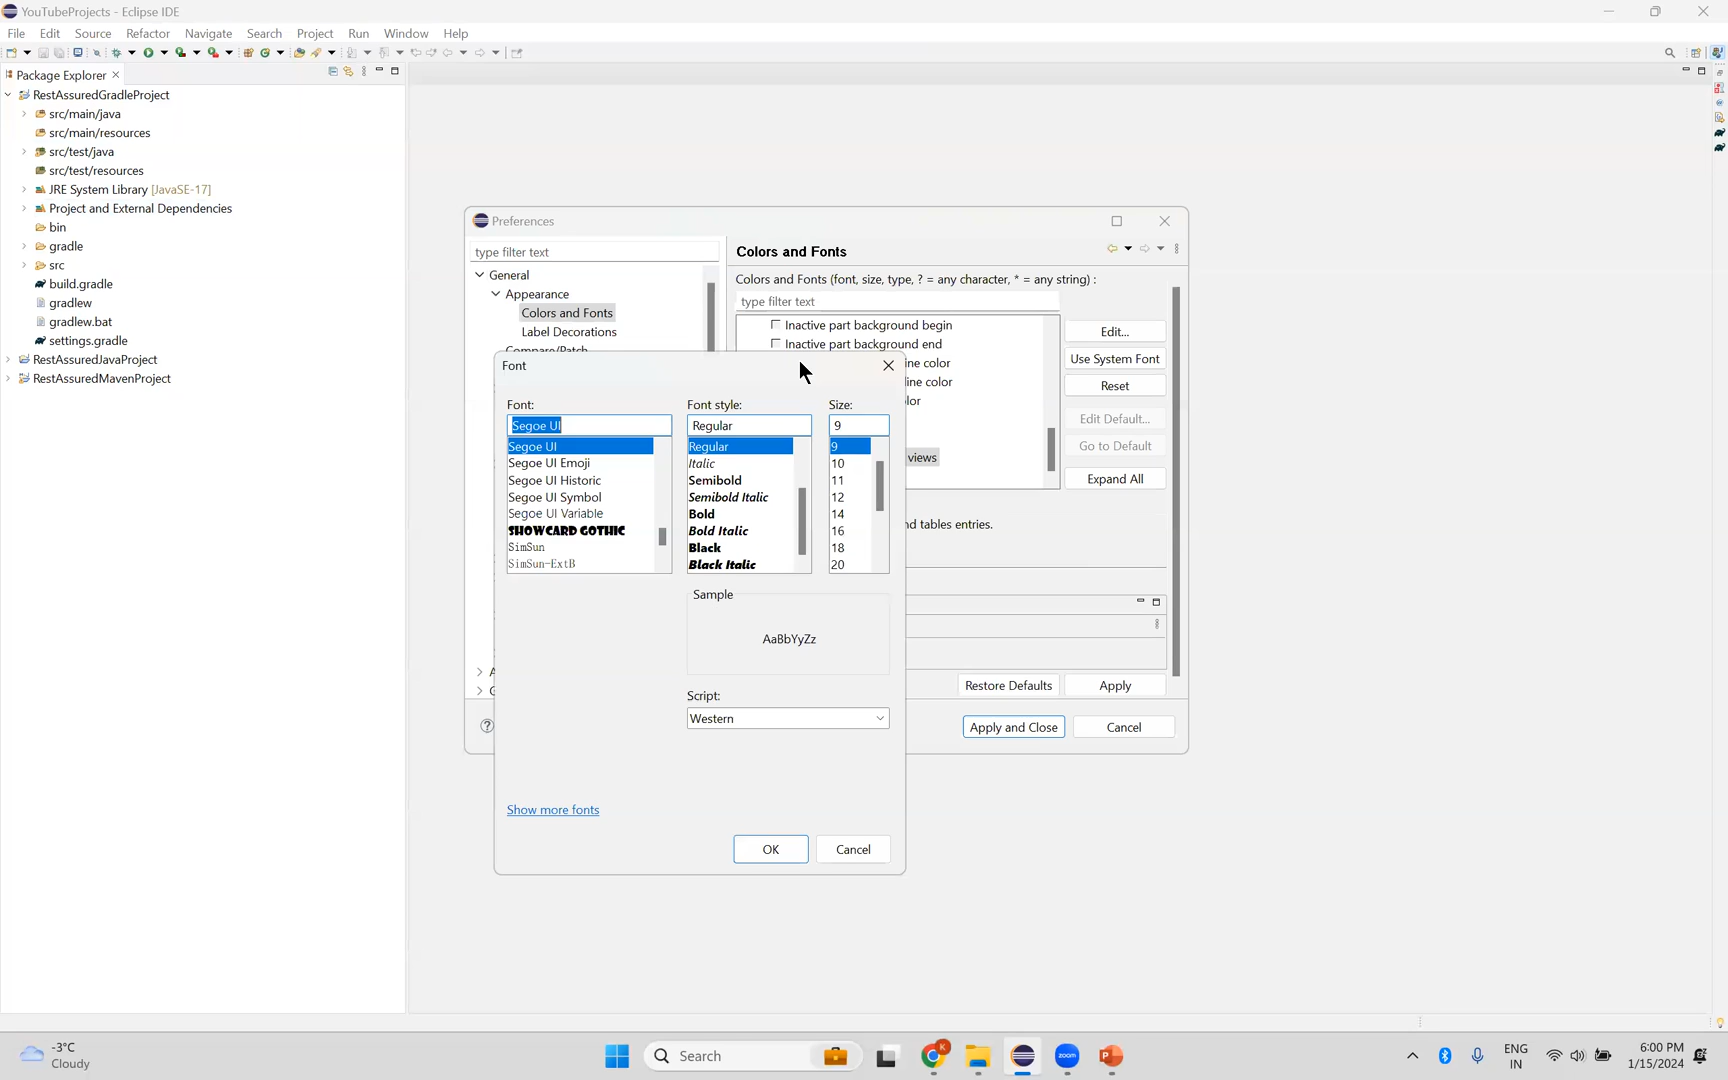 YouTubeProjects - Eclipse IDE
File Edit Source Refactor Navigate Search Project Run Window Help
Package Explorer
RestAssuredGradleProject
src/main/java
src/main/resources
src/test/java
src/test/resources
JRE System Library [JavaSE-17]
Project and External Dependencies
bin
gradle
src
build.gradle
gradlew
gradlew.bat
settings.gradle
RestAssuredJavaProject
RestAssuredMavenProject
Preferences
type filter text
General
Appearance
Colors and Fonts
Label Decorations
Compare/Patch
Colors and Fonts
Colors and Fonts (font, size, type, ? = any character, * = any string) :
type filter text
Inactive part background begin
Inactive part background end
ine color
ine color
lor
views
Edit...
Use System Font
Reset
Edit Default...
Go to Default
Expand All
nd tables entries.
Restore Defaults
Apply
Apply and Close
Cancel
Font
Font:
Segoe UI
Segoe UI
Segoe UI Emoji
Segoe UI Historic
Segoe UI Symbol
Segoe UI Variable
SHOWCARD GOTHIC
SimSun
SimSun-ExtB
Font style:
Regular
Regular
Italic
Semibold
Semibold Italic
Bold
Bold Italic
Black
Black Italic
Size:
9
9
10
11
12
14
16
18
20
Sample
AaBbYyZz
Script:
Western
Show more fonts
OK
Cancel
-3°C
Cloudy
Search
zoom
ENG
IN
6:00 PM
1/15/2024